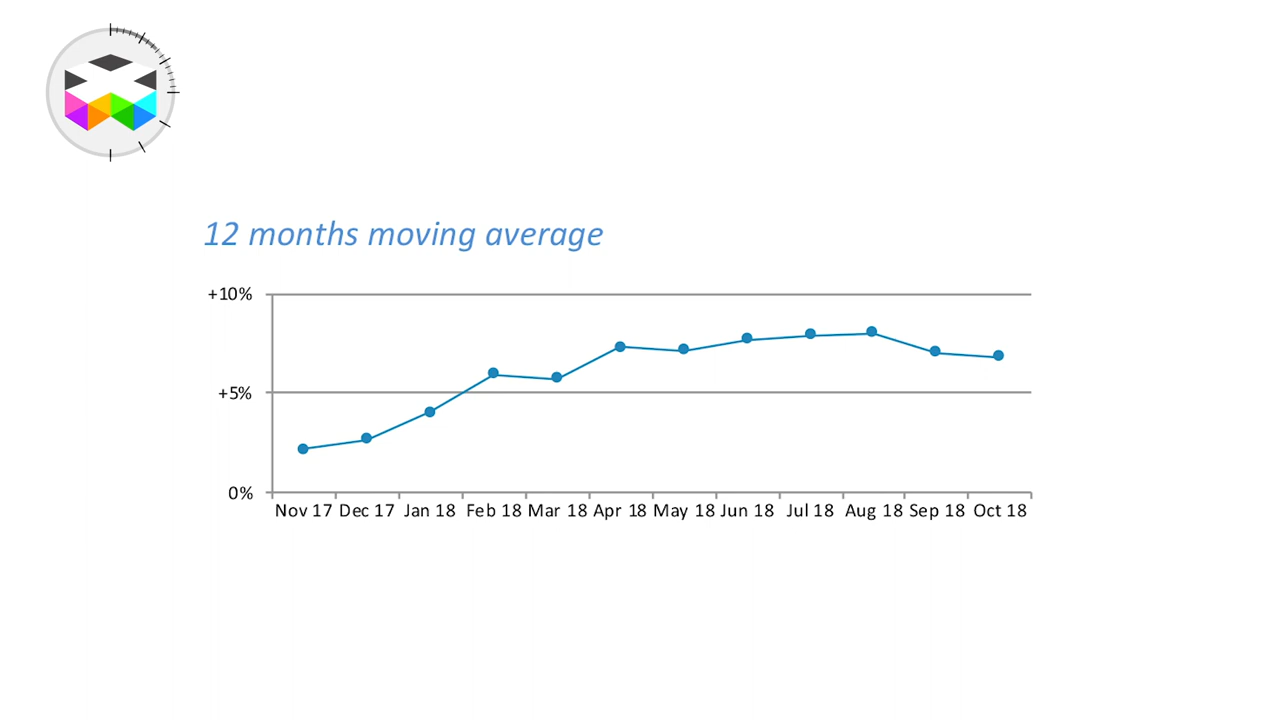 12 months moving average
+10%
+5%
0%
Nov 17 Dec 17 Jan 18 Feb 18 Mar 18 Apr 18 May 18 Jun 18 Jul 18 Aug 18 Sep 18 Oct 18